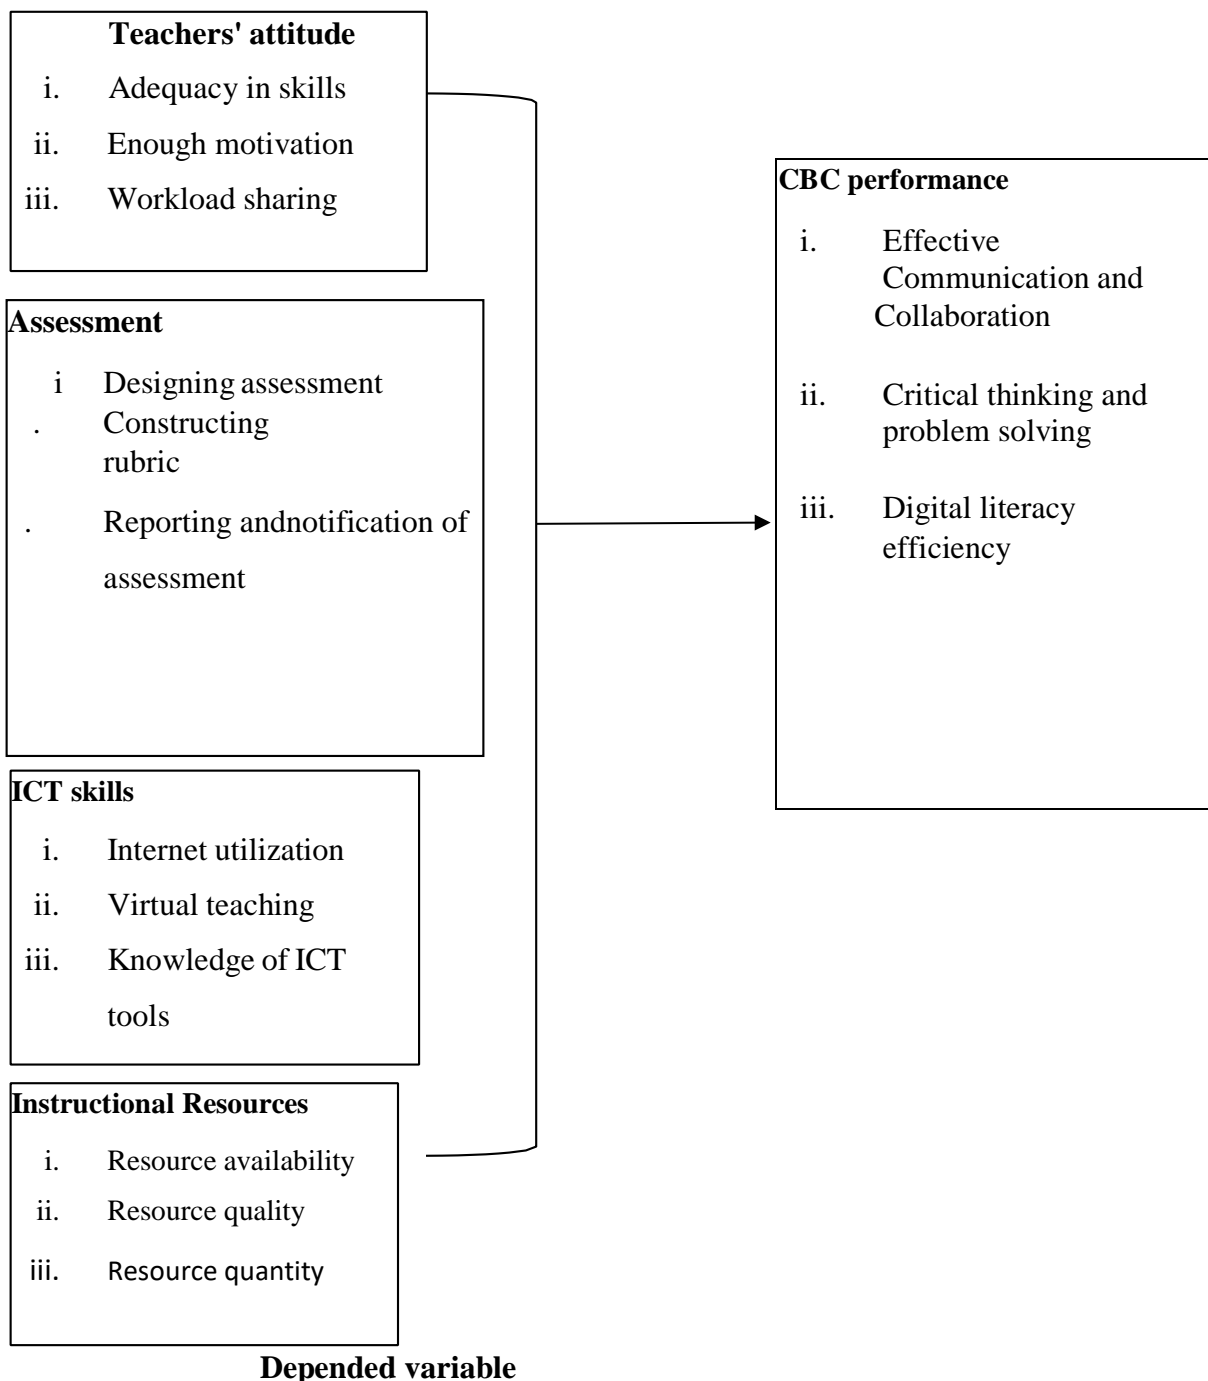 Teachers' attitude
i. Adequacy in skills
ii. Enough motivation
iii. Workload sharing
Assessment
i Designing assessment
. Constructing
rubric
. Reporting andnotification of
assessment
ICT skills
i. Internet utilization
ii. Virtual teaching
iii. Knowledge of ICT
tools
Instructional Resources
i. Resource availability
ii. Resource quality
iii. Resource quantity
Depended variable
CBC performance
i. Effective
Communication and
Collaboration
ii. Critical thinking and
problem solving
iii. Digital literacy
efficiency